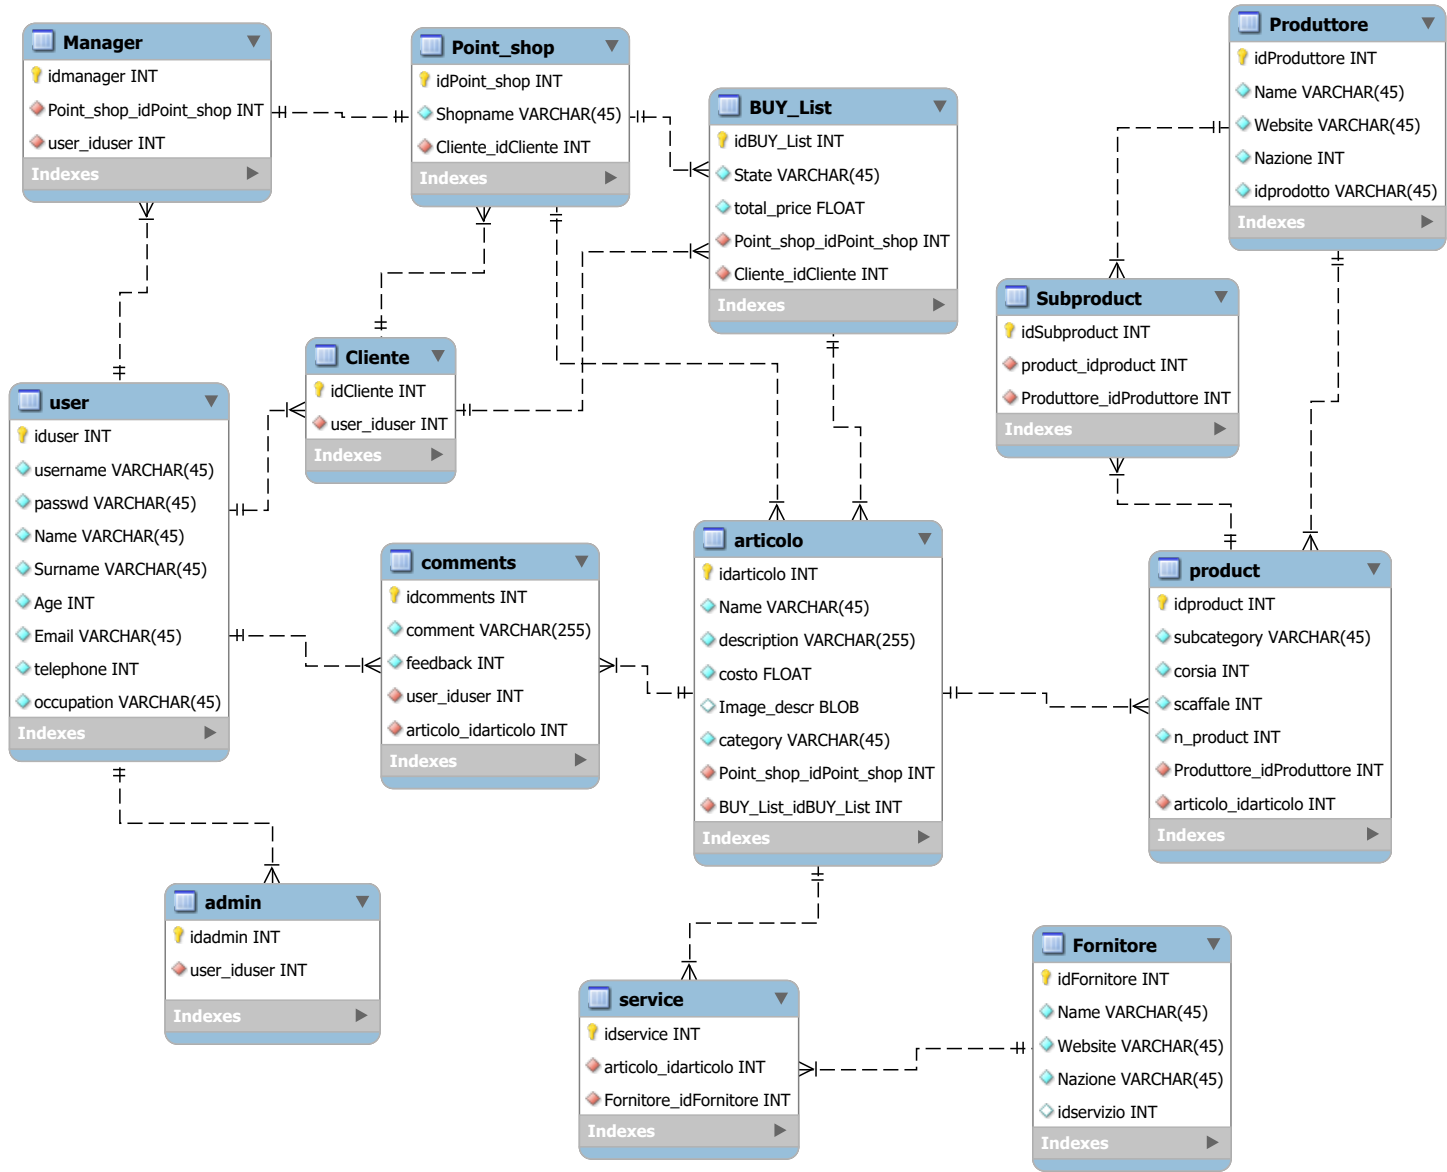 Manager
idmanager INT
Point_shop_idPoint_shop INT
user_iduser INT
Indexes
Point_shop
idPoint_shop INT
Shopname VARCHAR(45)
Cliente_idCliente INT
Indexes
BUY_List
idBUY_List INT
State VARCHAR(45)
total_price FLOAT
Point_shop_idPoint_shop INT
Cliente_idCliente INT
Indexes
Produttore
idProduttore INT
Name VARCHAR(45)
Website VARCHAR(45)
Nazione INT
idprodotto VARCHAR(45)
Indexes
Subproduct
idSubproduct INT
product_idproduct INT
Produttore_idProduttore INT
Indexes
Cliente
idCliente INT
user_iduser INT
Indexes
user
iduser INT
username VARCHAR(45)
passwd VARCHAR(45)
Name VARCHAR(45)
Surname VARCHAR(45)
Age INT
Email VARCHAR(45)
telephone INT
occupation VARCHAR(45)
Indexes
comments
idcomments INT
comment VARCHAR(255)
feedback INT
user_iduser INT
articolo_idarticolo INT
Indexes
articolo
idarticolo INT
Name VARCHAR(45)
description VARCHAR(255)
costo FLOAT
Image_descr BLOB
category VARCHAR(45)
Point_shop_idPoint_shop INT
BUY_List_idBUY_List INT
Indexes
product
idproduct INT
subcategory VARCHAR(45)
corsia INT
scaffale INT
n_product INT
Produttore_idProduttore INT
articolo_idarticolo INT
Indexes
admin
idadmin INT
user_iduser INT
Indexes
service
idservice INT
articolo_idarticolo INT
Fornitore_idFornitore INT
Indexes
Fornitore
idFornitore INT
Name VARCHAR(45)
Website VARCHAR(45)
Nazione VARCHAR(45)
idservizio INT
Indexes